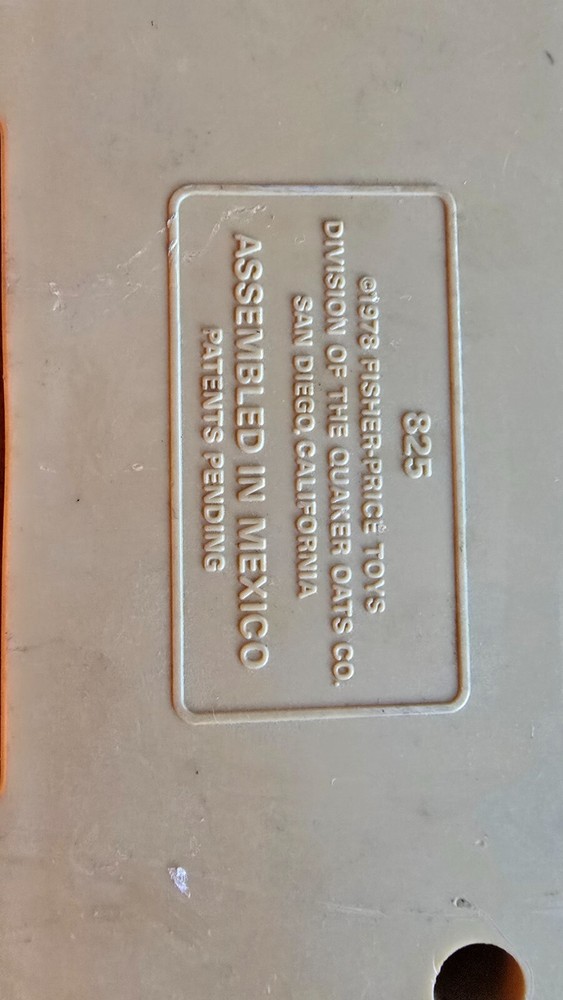 825
©1978 FISHER-PRICE® TOYS
DIVISION OF THE QUAKER OATS CO.
SAN DIEGO, CALIFORNIA
ASSEMBLED IN MEXICO
PATENTS PENDING